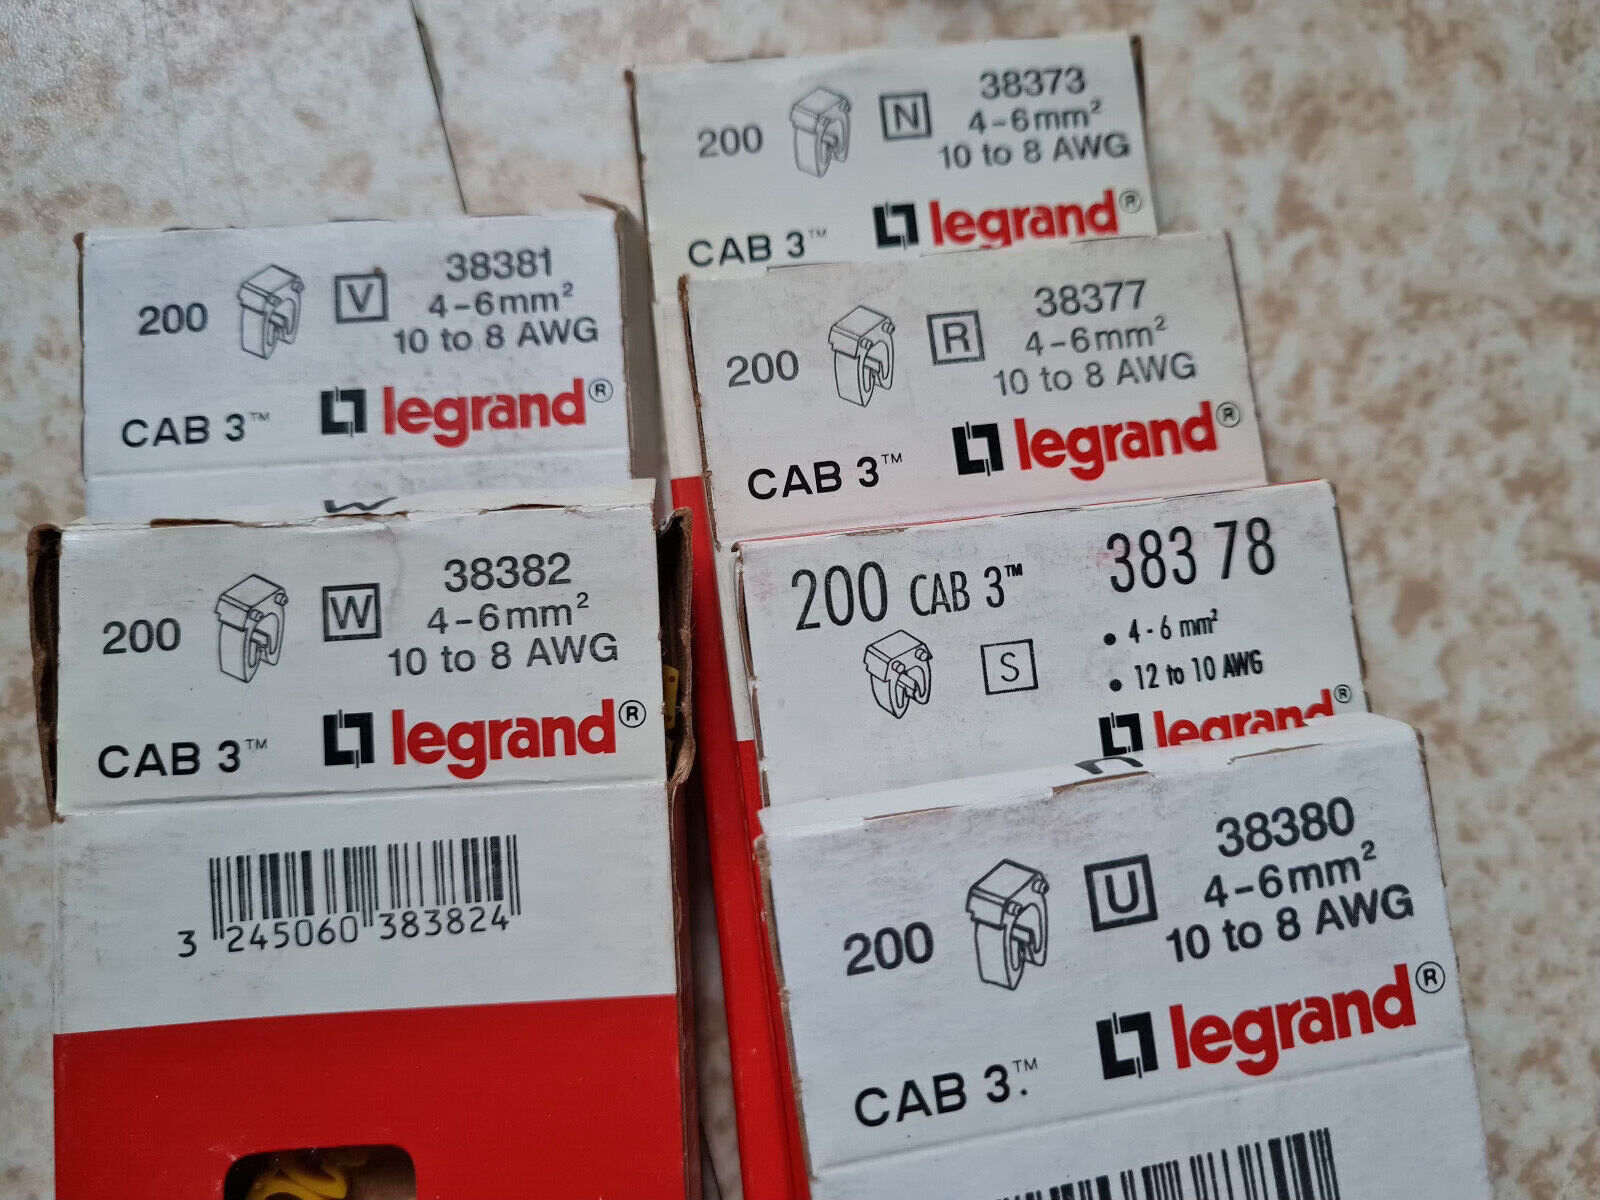 200 N 38373
4-6mm²
10 to 8 AWG
CAB 3™ legrand®
200 V 38381
4-6mm²
10 to 8 AWG
CAB 3™ legrand®
200 R 38377
4-6mm²
10 to 8 AWG
CAB 3™ legrand®
200 W 38382
4-6mm²
10 to 8 AWG
CAB 3™ legrand®
3 245060 383824
200 CAB 3™ 383 78
S
• 4-6 mm²
• 12 to 10 AWG
legrand®
200 U 38380
4-6mm²
10 to 8 AWG
CAB 3™ legrand®